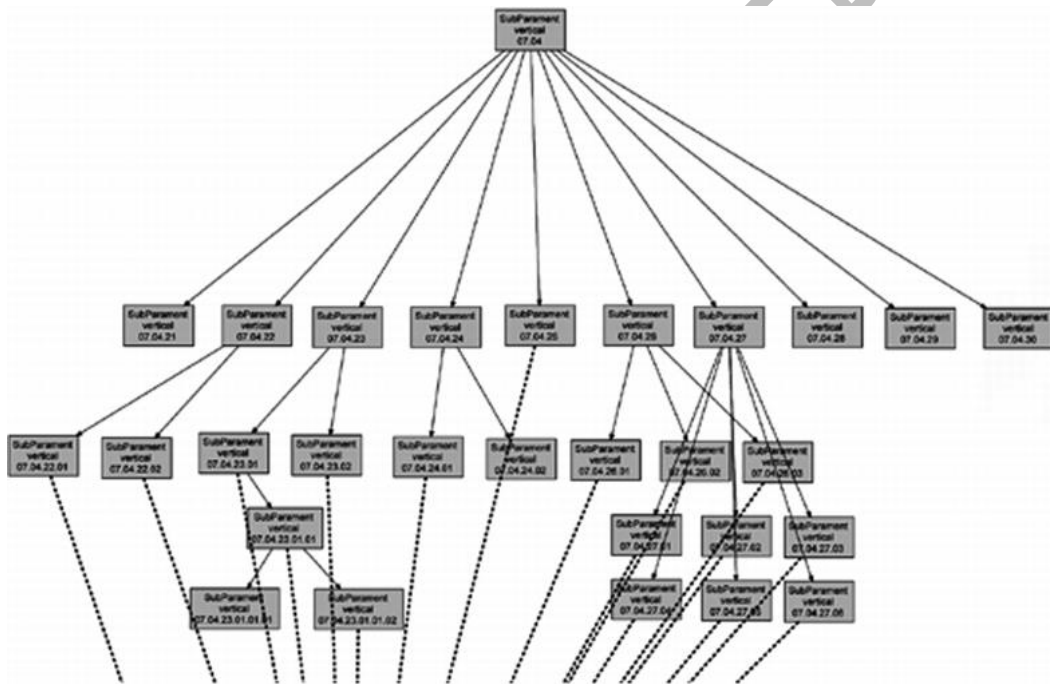 SubParament
vertical
07.04
SubParament
vertical
07.04.21
SubParament
vertical
07.04.22
SubParament
vertical
07.04.23
SubParament
vertical
07.04.24
SubParament
vertical
07.04.25
SubParament
vertical
07.04.26
SubParament
vertical
07.04.27
SubParament
vertical
07.04.28
SubParament
vertical
07.04.29
SubParament
vertical
07.04.30
SubParament
vertical
07.04.22.01
SubParament
vertical
07.04.22.02
SubParament
vertical
07.04.23.01
SubParament
vertical
07.04.23.02
SubParament
vertical
07.04.24.01
SubParament
vertical
07.04.24.02
SubParament
vertical
07.04.26.01
SubParament
vertical
07.04.26.02
SubParament
vertical
07.04.26.03
SubParament
vertical
07.04.23.01.01
SubParament
vertical
07.04.27.01
SubParament
vertical
07.04.27.02
SubParament
vertical
07.04.27.03
SubParament
vertical
07.04.23.01.01.01
SubParament
vertical
07.04.23.01.01.02
SubParament
vertical
07.04.27.04
SubParament
vertical
SubParament
vertical
07.04.27.06